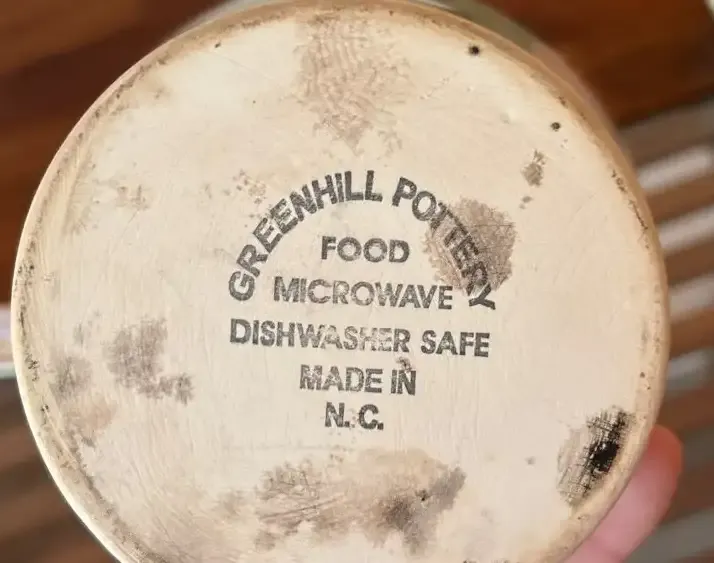 GREENHILL POTTERY
FOOD
MICROWAVE
DISHWASHER SAFE
MADE IN
N.C.